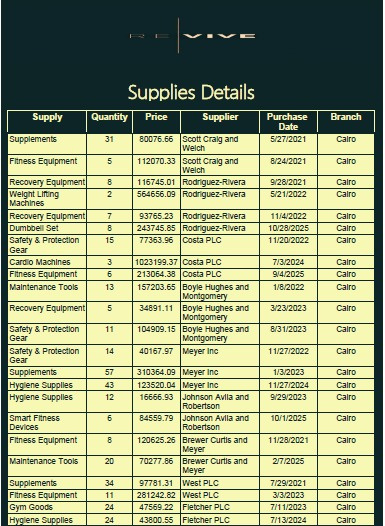 REVIVE
Supplies Details
Supply Quantity Price Supplier Purchase Date Branch
Supplements 31 80076.66 Scott Craig and Welch 5/27/2021 Cairo
Fitness Equipment 5 112070.33 Scott Craig and Welch 8/24/2021 Cairo
Recovery Equipment 8 116745.01 Rodriguez-Rivera 9/28/2021 Cairo
Weight Lifting Machines 2 564656.09 Rodriguez-Rivera 5/21/2022 Cairo
Recovery Equipment 7 93765.23 Rodriguez-Rivera 11/4/2022 Cairo
Dumbell Set 8 243745.85 Rodriguez-Rivera 10/28/2025 Cairo
Safety & Protection Gear 15 77363.96 Costa PLC 11/20/2022 Cairo
Cardio Machines 3 1023199.37 Costa PLC 7/3/2024 Cairo
Fitness Equipment 6 213064.38 Costa PLC 9/4/2025 Cairo
Maintenance Tools 13 157203.65 Boyle Hughes and Montgomery 1/8/2022 Cairo
Recovery Equipment 5 34891.11 Boyle Hughes and Montgomery 3/23/2023 Cairo
Safety & Protection Gear 11 104909.15 Boyle Hughes and Montgomery 8/31/2023 Cairo
Safety & Protection Gear 14 40167.97 Meyer Inc 11/27/2022 Cairo
Supplements 57 310364.09 Meyer Inc 1/3/2023 Cairo
Hygiene Supplies 43 123520.04 Meyer Inc 11/27/2024 Cairo
Hygiene Supplies 12 16666.93 Johnson Avila and Robertson 9/29/2023 Cairo
Smart Fitness Devices 6 84559.79 Johnson Avila and Robertson 10/1/2025 Cairo
Fitness Equipment 8 120625.26 Brewer Curtis and Meyer 11/28/2021 Cairo
Maintenance Tools 20 70277.86 Brewer Curtis and Meyer 2/7/2025 Cairo
Supplements 34 97781.31 West PLC 7/29/2021 Cairo
Fitness Equipment 11 281242.82 West PLC 3/3/2023 Cairo
Gym Goods 24 47569.22 Fletcher PLC 7/11/2023 Cairo
Hygiene Supplies 24 43800.55 Fletcher PLC 7/13/2024 Cairo